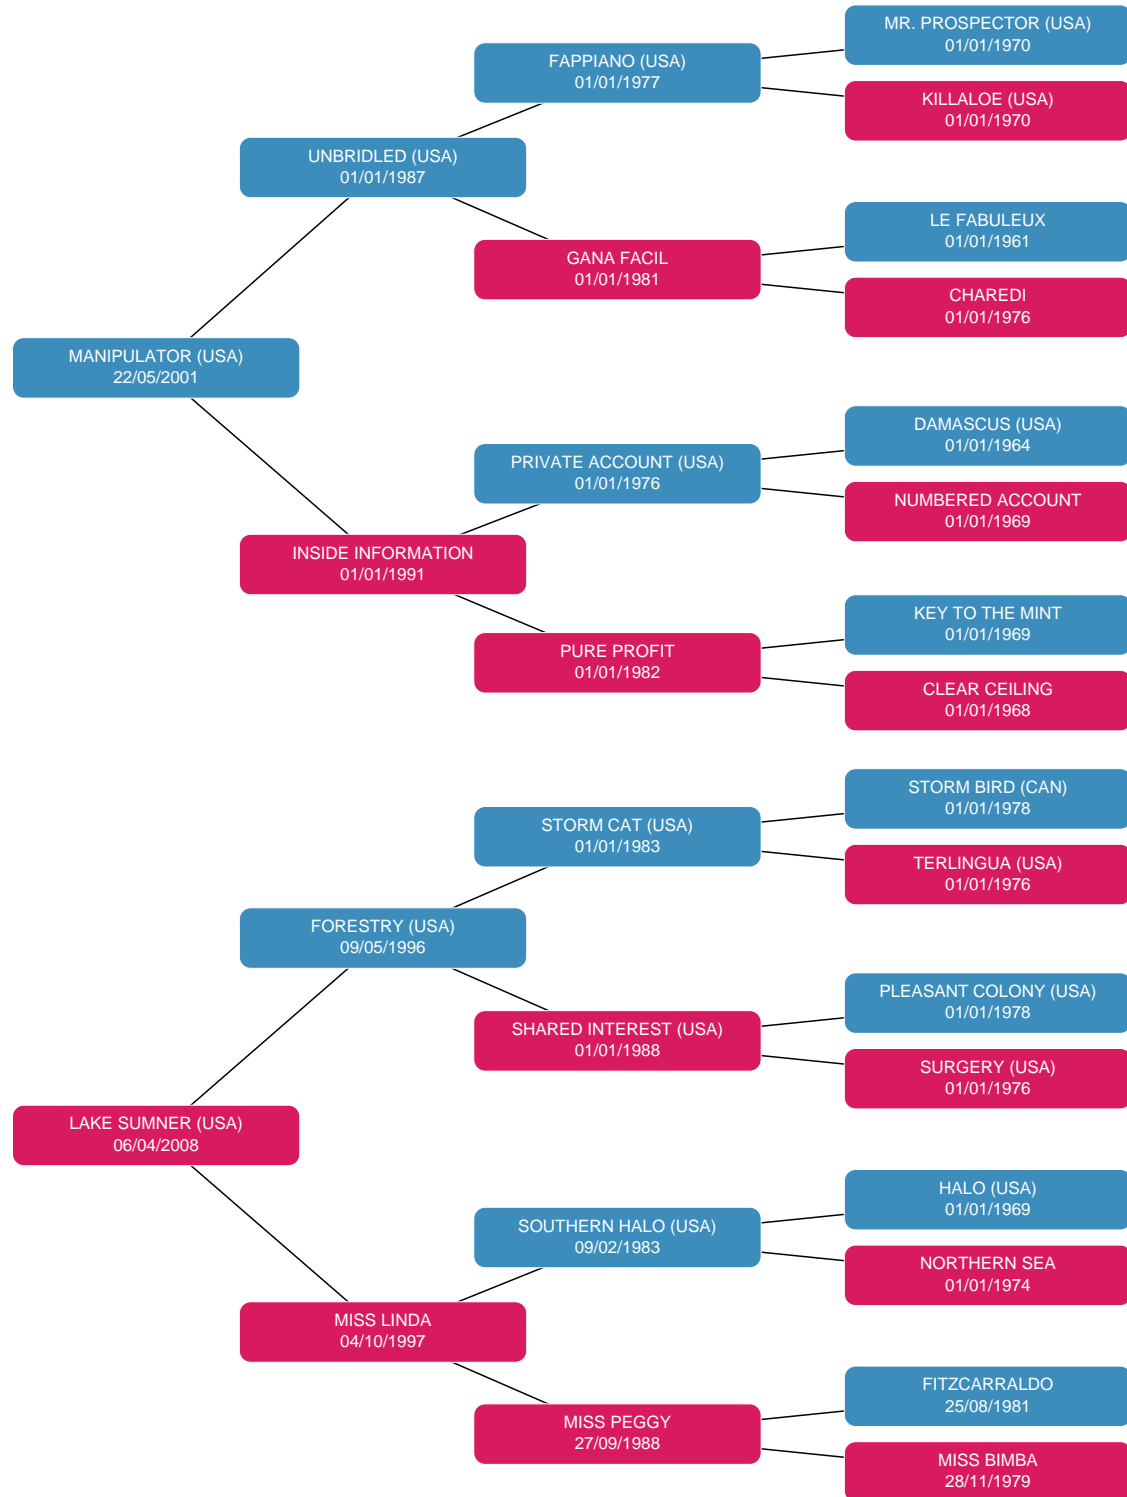 MR. PROSPECTOR (USA)
01/01/1970
FAPPIANO (USA)
01/01/1977
KILLALOE (USA)
01/01/1970
UNBRIDLED (USA)
01/01/1987
LE FABULEUX
01/01/1961
GANA FACIL
01/01/1981
CHAREDI
01/01/1976
MANIPULATOR (USA)
22/05/2001
DAMASCUS (USA)
01/01/1964
PRIVATE ACCOUNT (USA)
01/01/1976
NUMBERED ACCOUNT
01/01/1969
INSIDE INFORMATION
01/01/1991
KEY TO THE MINT
01/01/1969
PURE PROFIT
01/01/1982
CLEAR CEILING
01/01/1968
STORM BIRD (CAN)
01/01/1978
STORM CAT (USA)
01/01/1983
TERLINGUA (USA)
01/01/1976
FORESTRY (USA)
09/05/1996
PLEASANT COLONY (USA)
01/01/1978
SHARED INTEREST (USA)
01/01/1988
SURGERY (USA)
01/01/1976
LAKE SUMNER (USA)
06/04/2008
HALO (USA)
01/01/1969
SOUTHERN HALO (USA)
09/02/1983
NORTHERN SEA
01/01/1974
MISS LINDA
04/10/1997
FITZCARRALDO
25/08/1981
MISS PEGGY
27/09/1988
MISS BIMBA
28/11/1979